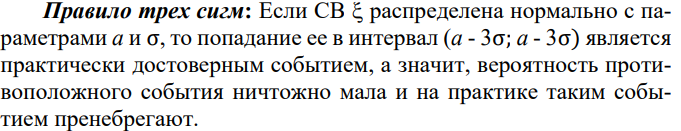 Правило трех сигм: Если СВ ξ распределена нормально с па-
раметрами a и σ, то попадание ее в интервал (a - 3σ; a - 3σ) является
практически достоверным событием, а значит, вероятность проти-
воположного события ничтожно мала и на практике таким собы-
тием пренебрегают.